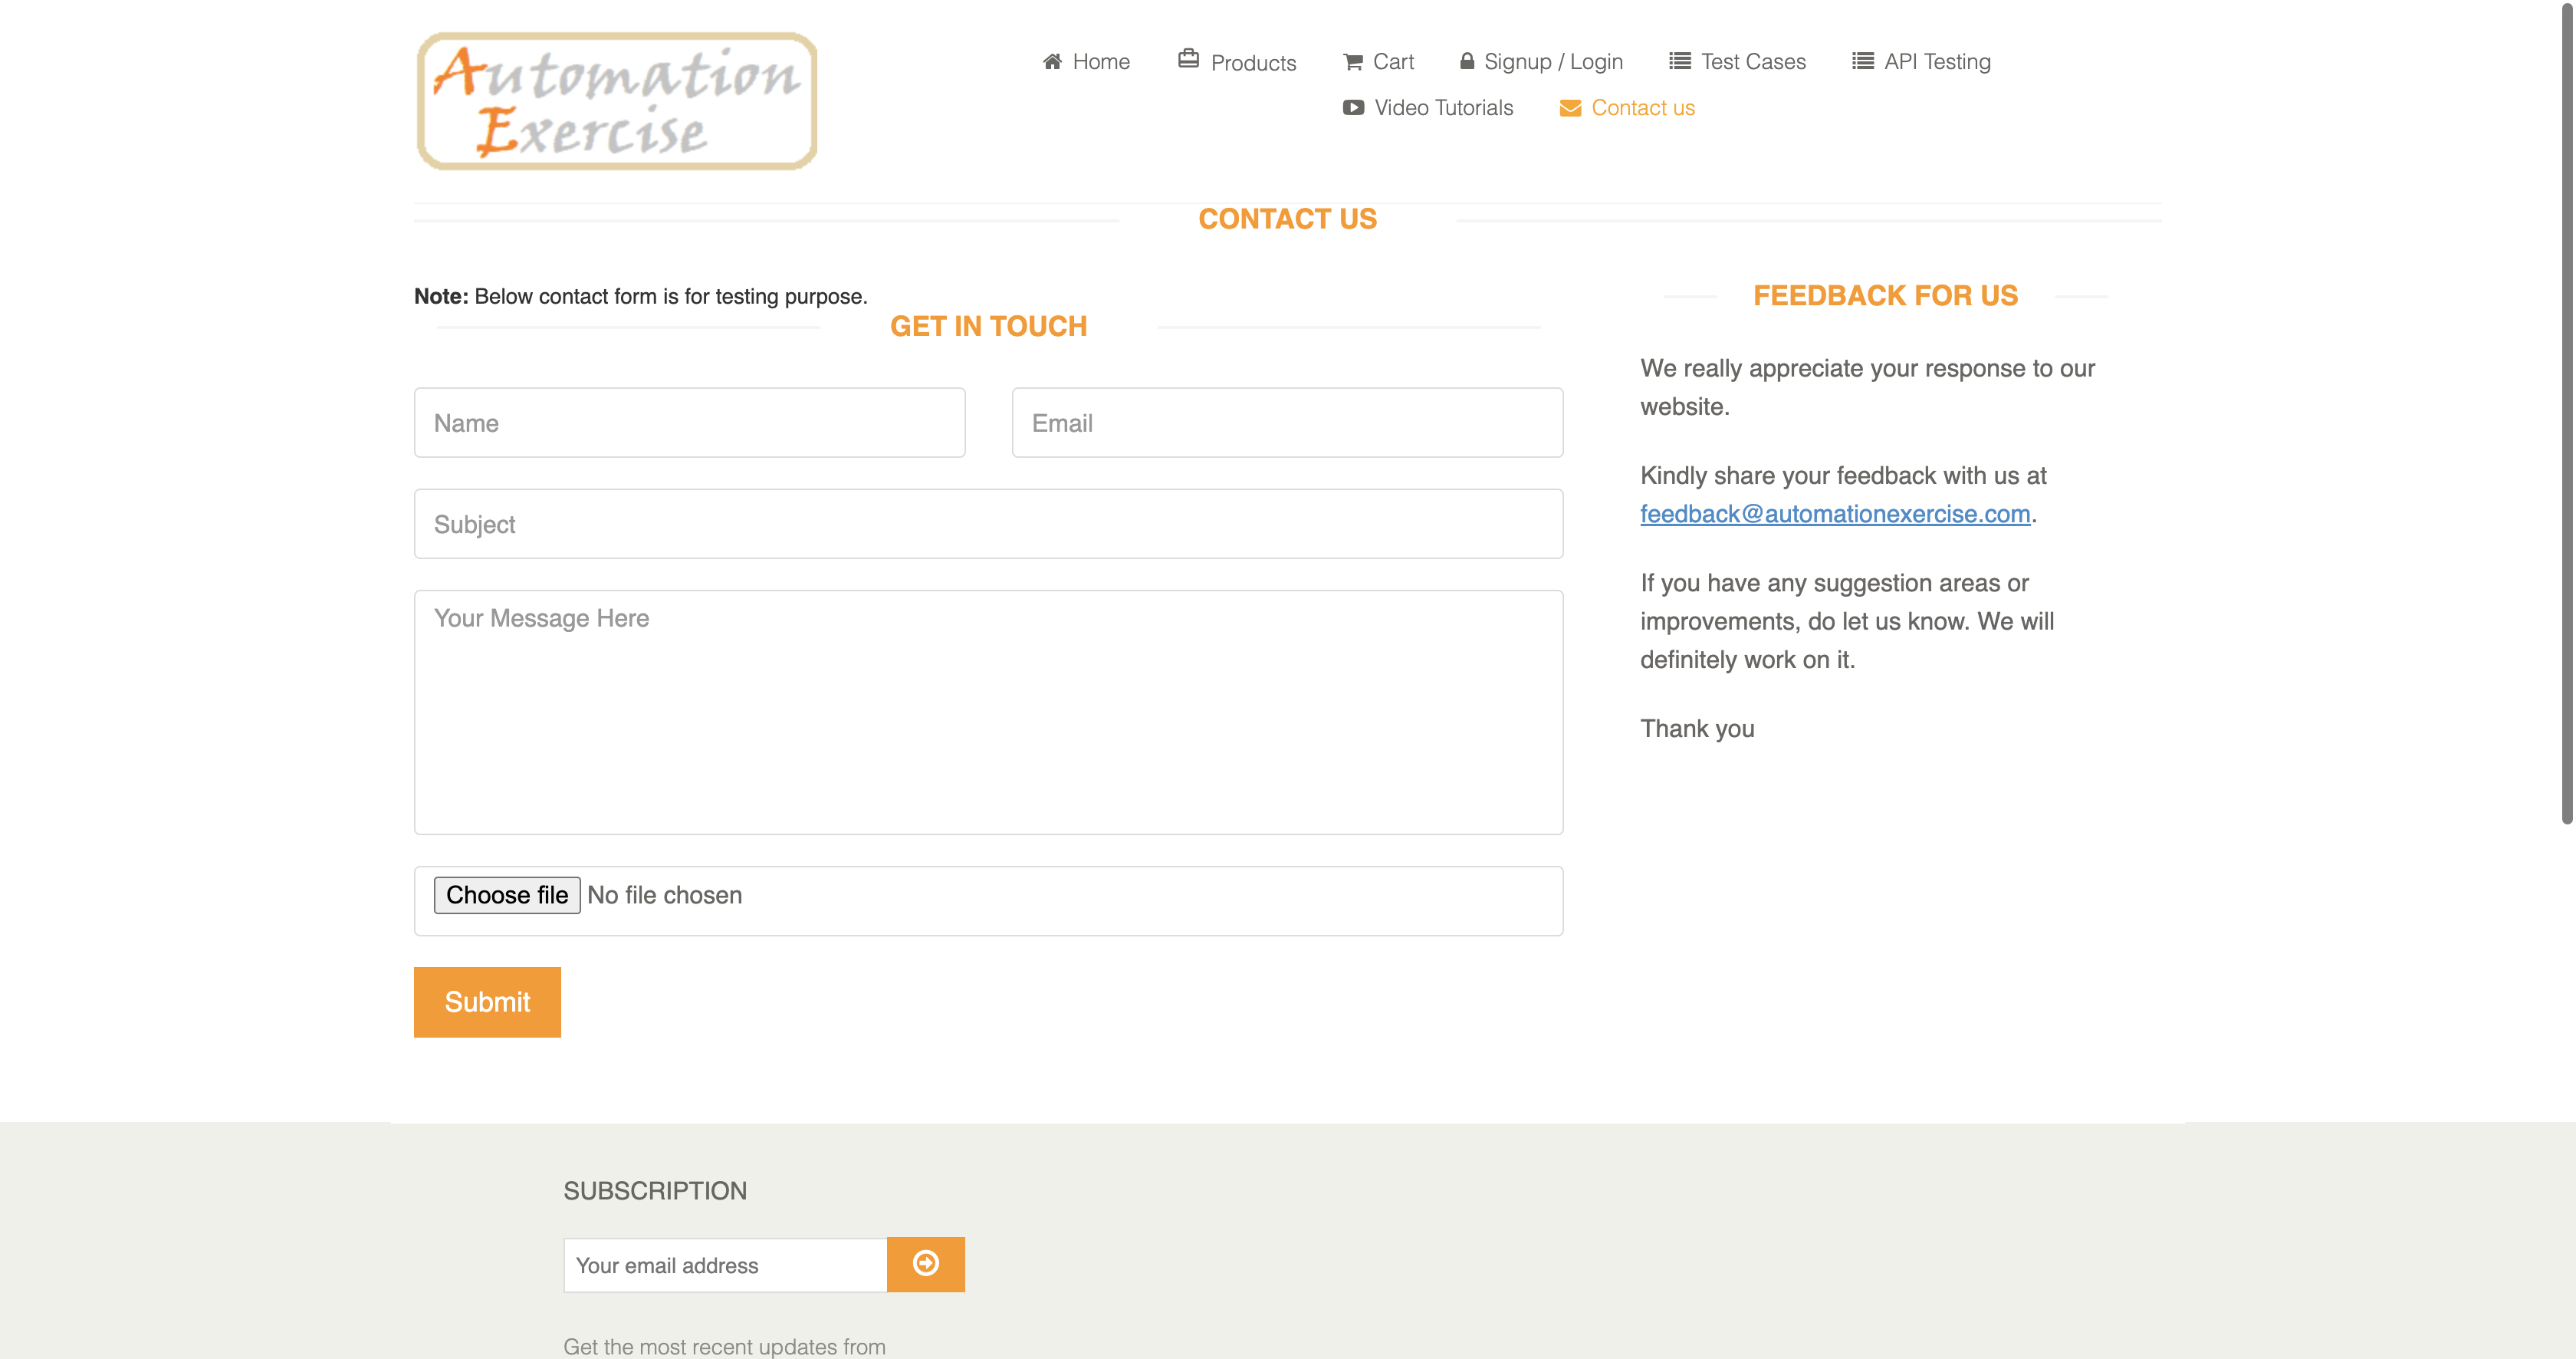 Automation
Exercise
Home
Products
Cart
Signup / Login
Test Cases
API Testing
Video Tutorials
Contact us
CONTACT US
Note: Below contact form is for testing purpose.
GET IN TOUCH
Name
Email
Subject
Your Message Here
Choose file No file chosen
Submit
FEEDBACK FOR US
We really appreciate your response to our
website.
Kindly share your feedback with us at
feedback@automationexercise.com.
If you have any suggestion areas or
improvements, do let us know. We will
definitely work on it.
Thank you
SUBSCRIPTION
Your email address
Get the most recent updates from